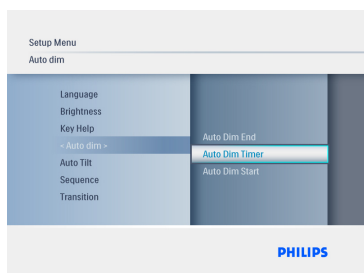 Setup Menu
Auto dim
Language
Brightness
Key Help
< Auto dim >
Auto Tilt
Sequence
Transition
Auto Dim End
Auto Dim Timer
Auto Dim Start
PHILIPS